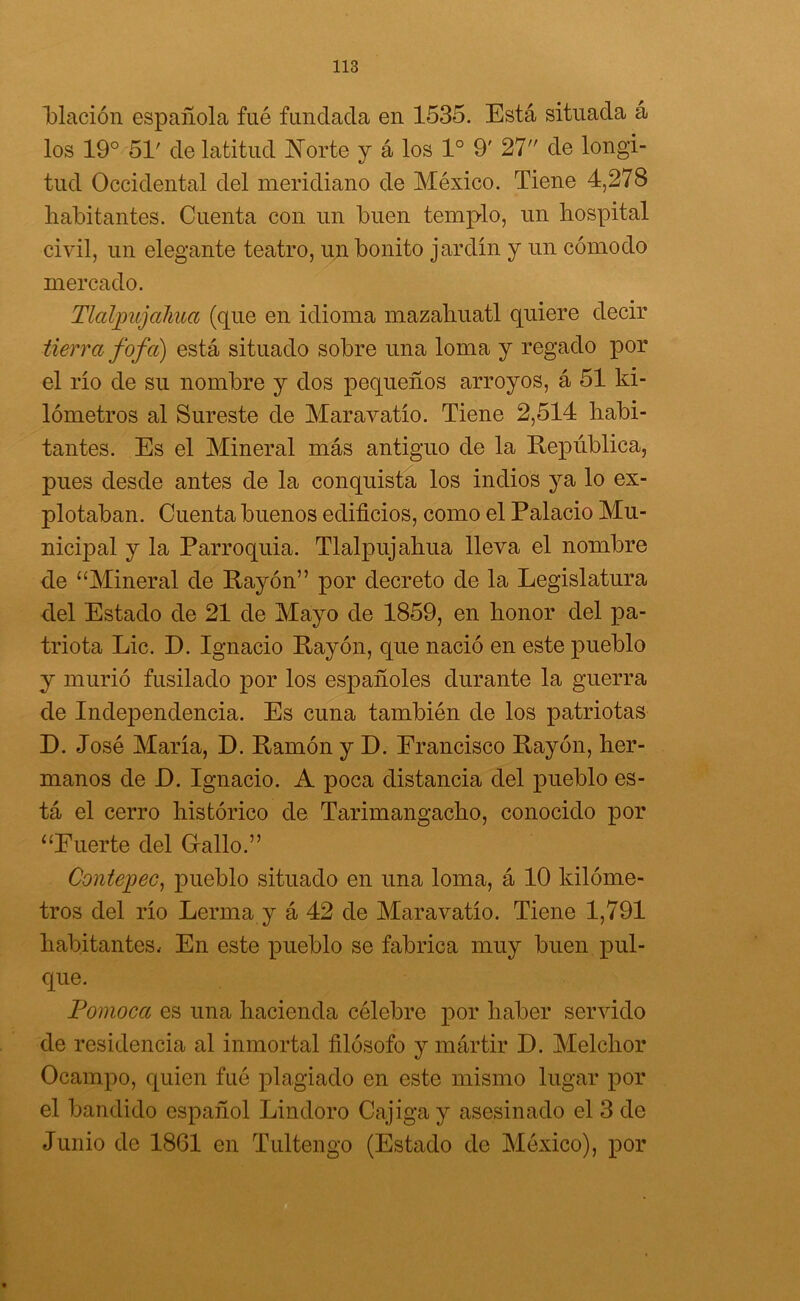 113
blación española fué fundada en 1535. Está situada á
los 19° 51′ de latitud Norte y á los 1° 9′ 27″ de longi-
tud Occidental del meridiano de México. Tiene 4,278
habitantes. Cuenta con un buen templo, un hospital
civil, un elegante teatro, un bonito jardín y un cómodo
mercado.
Tlalpujahua (que en idioma mazahuatl quiere decir
tierra fofa) está situado sobre una loma y regado por
el río de su nombre y dos pequeños arroyos, á 51 ki-
lómetros al Sureste de Maravatío. Tiene 2,514 habi-
tantes. Es el Mineral más antiguo de la República,
pues desde antes de la conquista los indios ya lo ex-
plotaban. Cuenta buenos edificios, como el Palacio Mu-
nicipal y la Parroquia. Tlalpujahua lleva el nombre
de “Mineral de Rayón” por decreto de la Legislatura
del Estado de 21 de Mayo de 1859, en honor del pa-
triota Lic. D. Ignacio Rayón, que nació en este pueblo
y murió fusilado por los españoles durante la guerra
de Independencia. Es cuna también de los patriotas
D. José María, D. Ramón y D. Francisco Rayón, her-
manos de D. Ignacio. A poca distancia del pueblo es-
tá el cerro histórico de Tarimangacho, conocido por
“Fuerte del Gallo.”
Contepec, pueblo situado en una loma, á 10 kilóme-
tros del río Lerma y á 42 de Maravatío. Tiene 1,791
habitantes. En este pueblo se fabrica muy buen pul-
que.
Pomoca es una hacienda célebre por haber servido
de residencia al inmortal filósofo y mártir D. Melchor
Ocampo, quien fué plagiado en este mismo lugar por
el bandido español Lindoro Cajiga y asesinado el 3 de
Junio de 1861 en Tultengo (Estado de México), por